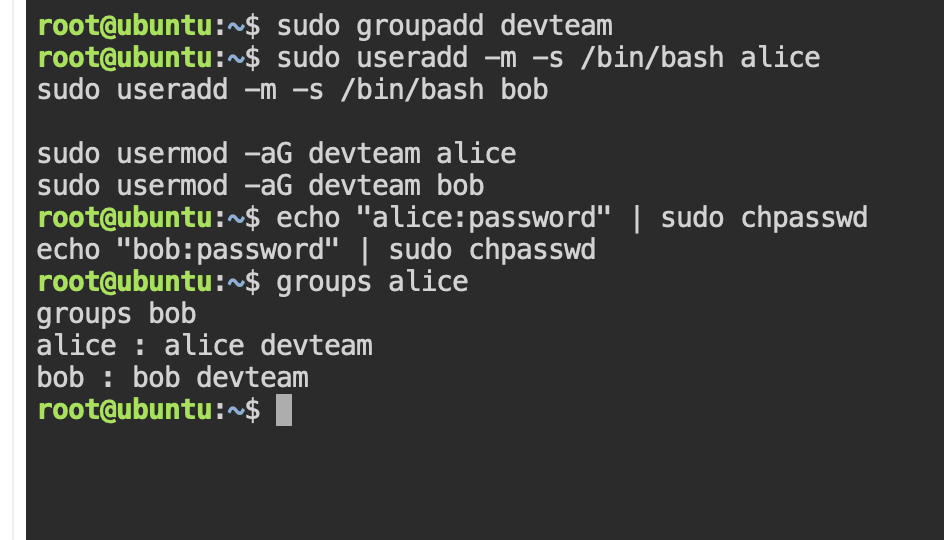 root@ubuntu:~$ sudo groupadd devteam
root@ubuntu:~$ sudo useradd -m -s /bin/bash alice
sudo useradd -m -s /bin/bash bob
sudo usermod -aG devteam alice
sudo usermod -aG devteam bob
root@ubuntu:~$ echo "alice:password" | sudo chpasswd
echo "bob:password" | sudo chpasswd
root@ubuntu:~$ groups alice
groups bob
alice : alice devteam
bob : bob devteam
root@ubuntu:~$